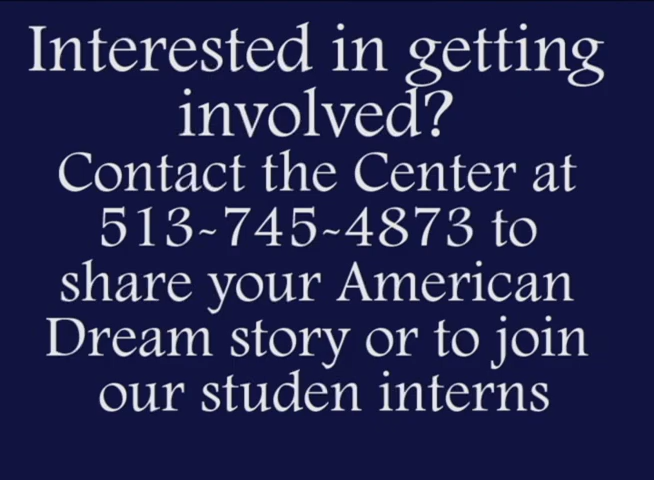 Interested in getting
involved?
Contact the Center at
513-745-4873 to
share your American
Dream story or to join
our studen interns